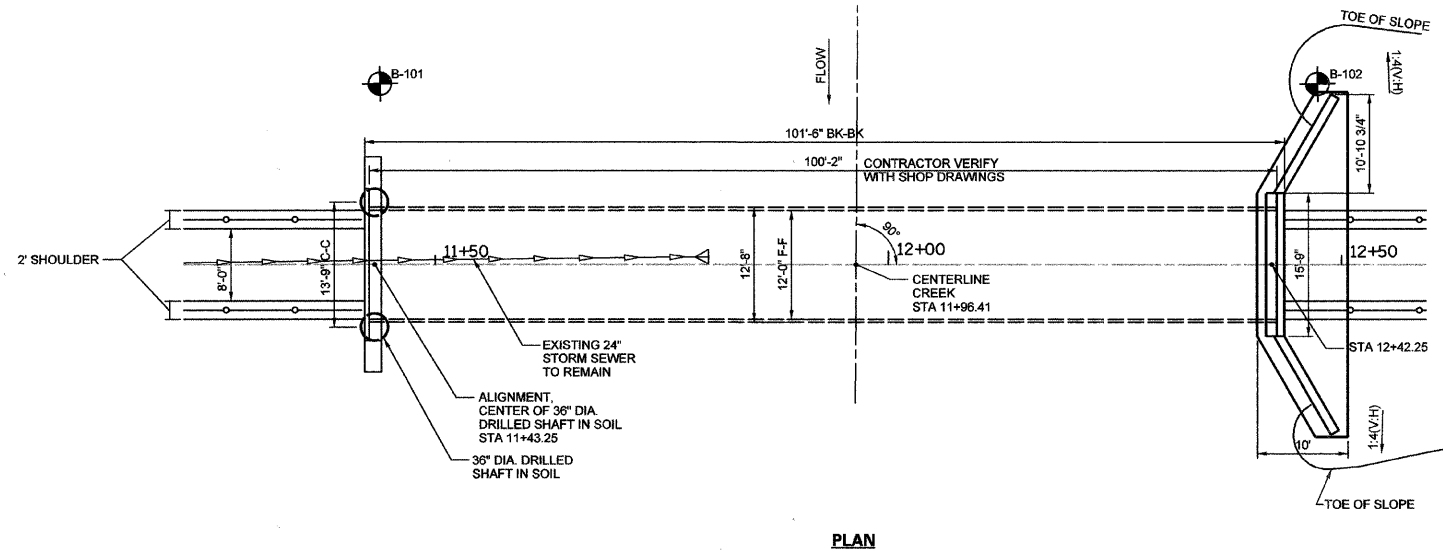 TOE OF SLOPE
B-101
FLOW
B-102
1:4(V:H)
101'-6" BK-BK
100'-2"
CONTRACTOR VERIFY
WITH SHOP DRAWINGS
10'-10 3/4"
2' SHOULDER
8'-0"
13'-9" C-C
11+50
12'-8"
12'-0" F-F
90°
12+00
CENTERLINE
CREEK
STA 11+96.41
15'-9"
12+50
STA 12+42.25
EXISTING 24"
STORM SEWER
TO REMAIN
ALIGNMENT,
CENTER OF 36" DIA.
DRILLED SHAFT IN SOIL
STA 11+43.25
36" DIA. DRILLED
SHAFT IN SOIL
10'
1:4(V:H)
TOE OF SLOPE
PLAN